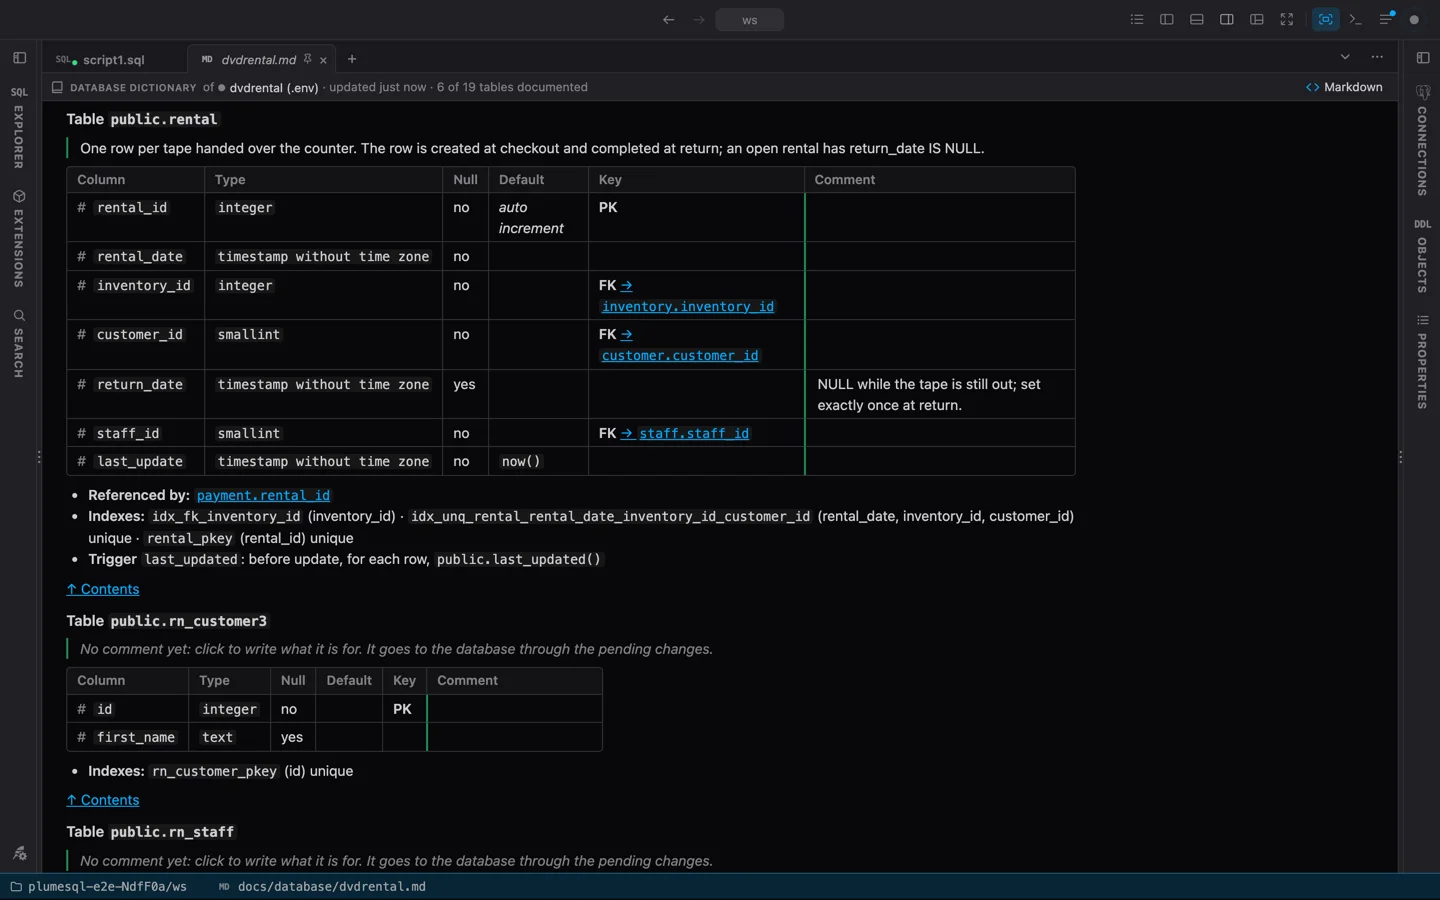 ws
SQL script1.sql
MD dvdrental.md
DATABASE DICTIONARY of dvdrental (.env) · updated just now · 6 of 19 tables documented
<> Markdown
SQL EXPLORER
EXTENSIONS
SEARCH
CONNECTIONS
DDL OBJECTS
PROPERTIES
Table public.rental
One row per tape handed over the counter. The row is created at checkout and completed at return; an open rental has return_date IS NULL.
Column Type Null Default Key Comment
# rental_id integer no auto increment PK
# rental_date timestamp without time zone no
# inventory_id integer no FK → inventory.inventory_id
# customer_id smallint no FK → customer.customer_id
# return_date timestamp without time zone yes NULL while the tape is still out; set exactly once at return.
# staff_id smallint no FK → staff.staff_id
# last_update timestamp without time zone no now()
• Referenced by: payment.rental_id
• Indexes: idx_fk_inventory_id (inventory_id) · idx_unq_rental_rental_date_inventory_id_customer_id (rental_date, inventory_id, customer_id)
unique · rental_pkey (rental_id) unique
• Trigger last_updated: before update, for each row, public.last_updated()
↑ Contents
Table public.rn_customer3
No comment yet: click to write what it is for. It goes to the database through the pending changes.
Column Type Null Default Key Comment
# id integer no PK
# first_name text yes
• Indexes: rn_customer_pkey (id) unique
↑ Contents
Table public.rn_staff
No comment yet: click to write what it is for. It goes to the database through the pending changes.
plumesql-e2e-NdfF0a/ws MD docs/database/dvdrental.md